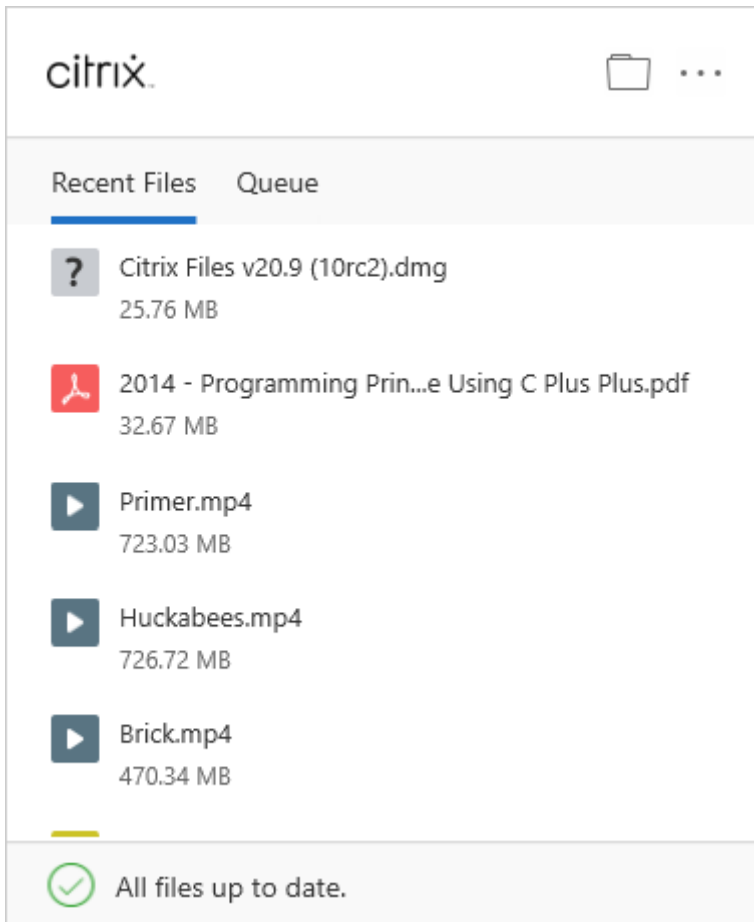 citrix
Recent Files Queue
? Citrix Files v20.9 (10rc2).dmg
25.76 MB
2014 - Programming Prin...e Using C Plus Plus.pdf
32.67 MB
Primer.mp4
723.03 MB
Huckabees.mp4
726.72 MB
Brick.mp4
470.34 MB
All files up to date.